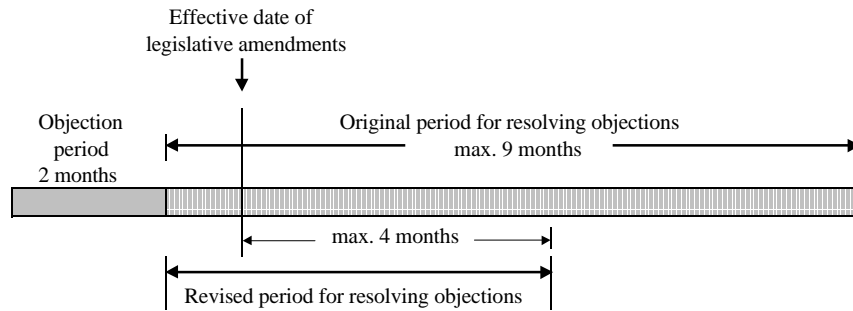 Effective date of
legislative amendments
Objection
period
2 months
Original period for resolving objections
max. 9 months
max. 4 months
Revised period for resolving objections